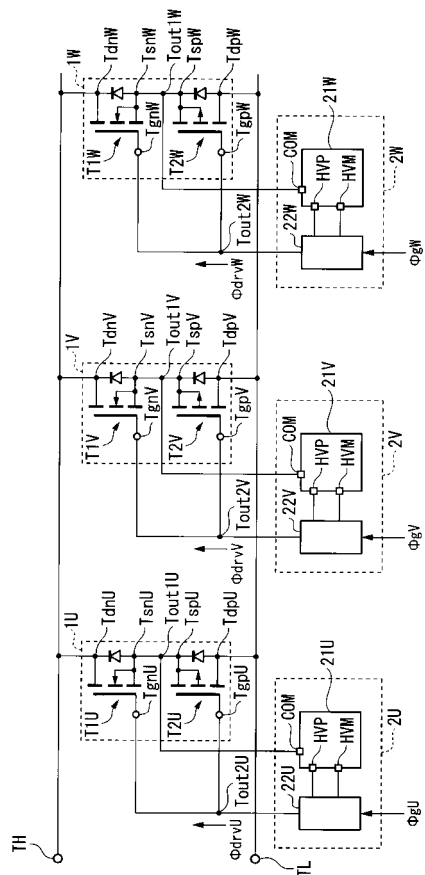 TH
TL
1U
TdnU
TsnU
Tout1U
TspU
TdpU
T1U
TgnU
T2U
TgpU
Tout2U
ΦdrvU
22U
COM
21U
HVP
HVM
2U
ΦgU
1V
TdnV
TsnV
Tout1V
TspV
TdpV
T1V
TgnV
T2V
TgpV
Tout2V
ΦdrvV
22V
COM
21V
HVP
HVM
2V
ΦgV
1W
TdnW
TsnW
Tout1W
TspW
TdpW
T1W
TgnW
T2W
TgpW
Tout2W
ΦdrvW
22W
COM
21W
HVP
HVM
2W
ΦgW